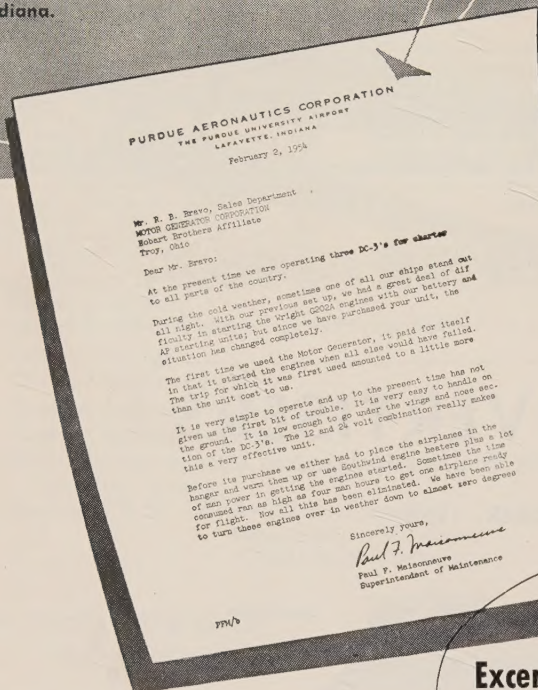 diana.
PURDUE AERONAUTICS CORPORATION
THE PURDUE UNIVERSITY AIRPORT
LAFAYETTE, INDIANA
February 2, 1954
Mr. R. B. Bravo, Sales Department
MOTOR GENERATOR CORPORATION
Hobart Brothers Affiliate
Troy, Ohio
Dear Mr. Bravo:
At the present time we are operating three DC-3's for charter
to all parts of the country.
During the cold weather, sometimes one of all our ships stand out
all night. With our previous set up, we had a great deal of dif
ficulty in starting the Wright G202A engines with our battery and
AP starting units; but since we have purchased your unit, the
situation has changed completely.
The first time we used the Motor Generator, it paid for itself
in that it started the engines when all else would have failed.
The trip for which it was first used amounted to a little more
than the unit cost to us.
It is very simple to operate and up to the present time has not
given us the first bit of trouble. It is very easy to handle on
the ground. It is low enough to go under the wings and nose sec-
tion of the DC-3's. The 12 and 24 volt combination really makes
this a very effective unit.
Before its purchase we either had to place the airplanes in the
hangar and warm them up or use Southwind engine heaters plus a lot
of man power in getting the engines started. Sometimes the time
consumed ran as high as four man hours to get one airplane ready
for flight. Now all this has been eliminated. We have been able
to turn these engines over in weather down to almost zero degrees
Sincerely yours,
Paul F. Maisonneuve
Paul F. Maisonneuve
Superintendant of Maintenance
PFM/b
Excer